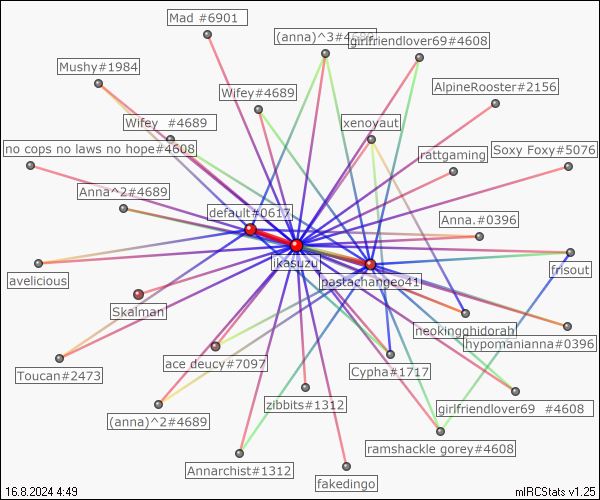 Mad #6901
(anna)^3#4689
girlfriendlover69#4608
Mushy#1984
AlpineRooster#2156
Wifey#4689
Wifey  #4689
xenoyaut
no cops no laws no hope#4608
rattgaming
Soxy Foxy#5076
Anna^2#4689
default#0617
Anna.#0396
ikasuzu
frisout
avelicious
pastachangeo41
Skalman
neokingghidorah
hypomanianna#0396
ace deucy#7097
Toucan#2473
Cypha#1717
zibbits#1312
girlfriendlover69  #4608
(anna)^2#4689
ramshackle gorey#4608
Annarchist#1312
fakedingo
16.8.2024 4:49
mIRCStats v1.25